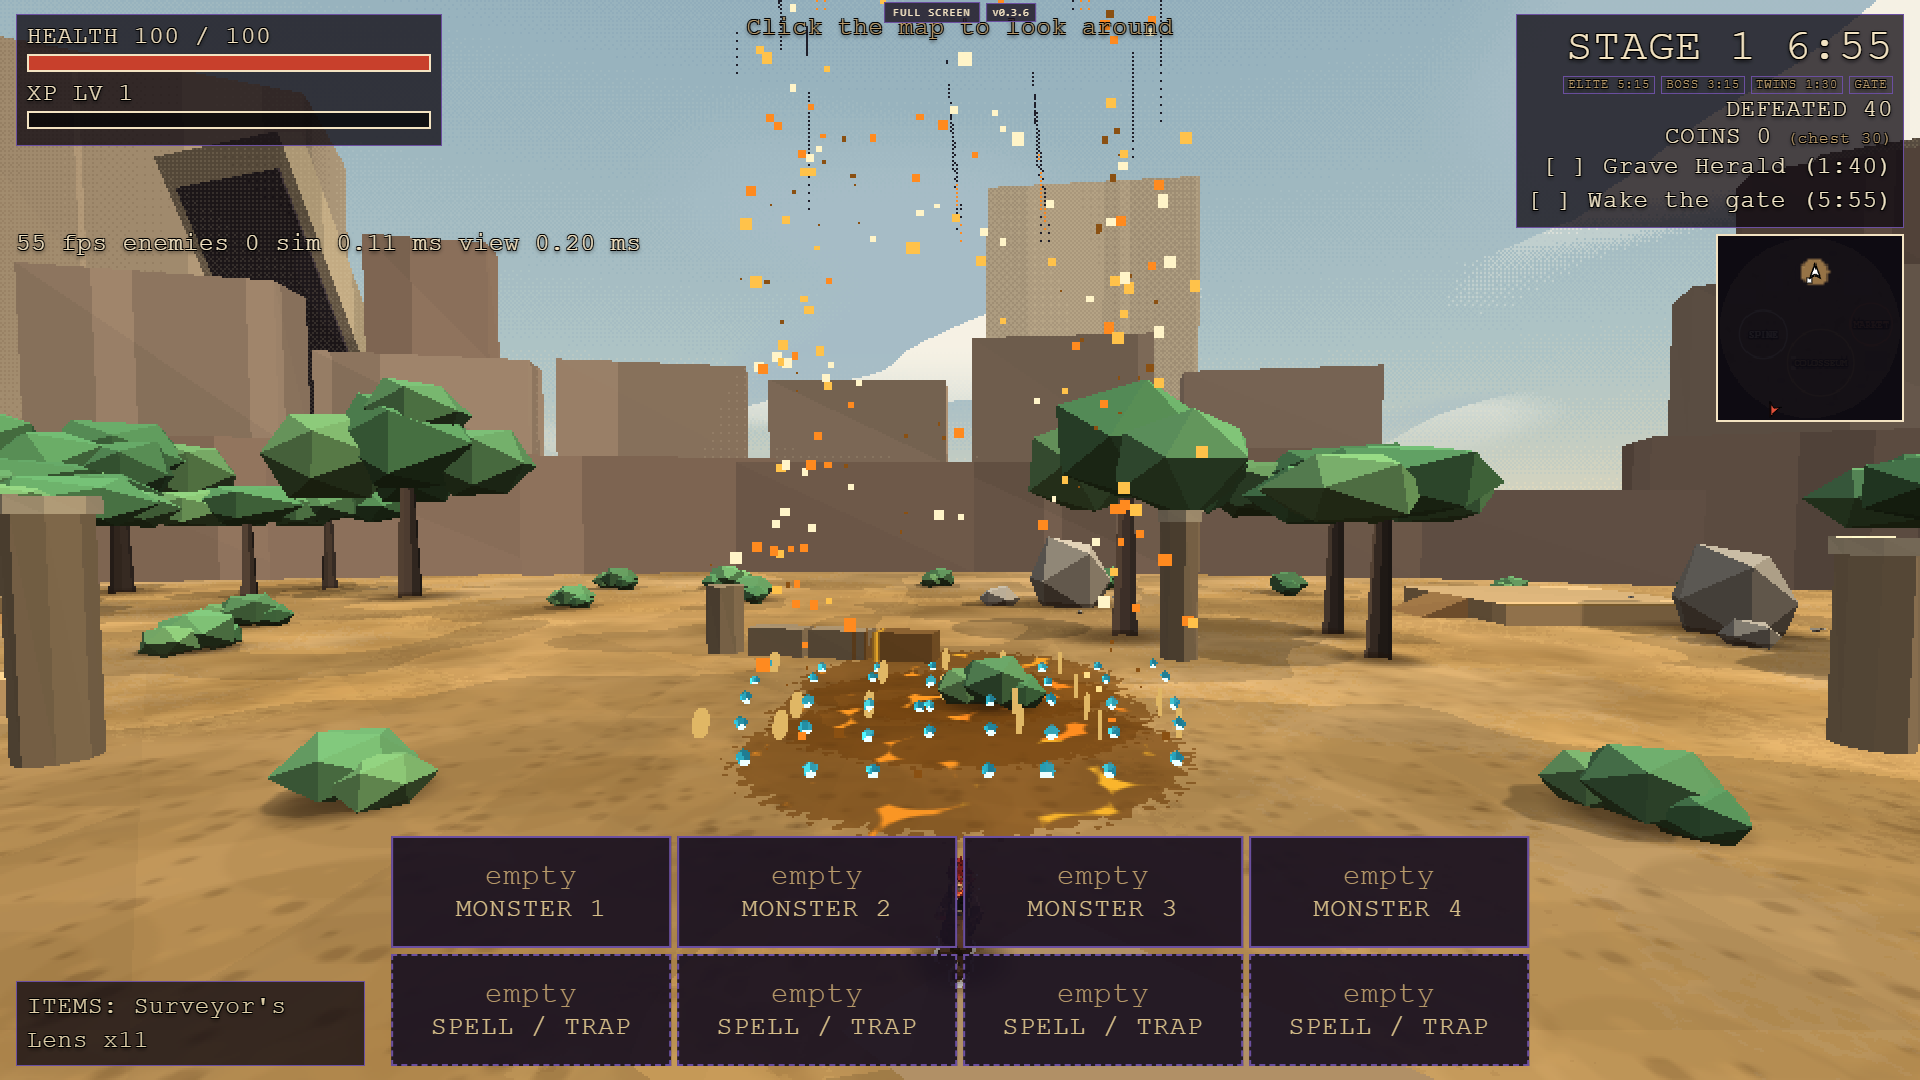 FULL SCREEN v0.3.6
Click the map to look around
HEALTH 100 / 100
XP LV 1
55 fps enemies 0 sim 0.11 ms view 0.20 ms
STAGE 1 6:55
ELITE 5:15 BOSS 3:15 TWINS 1:30 GATE
DEFEATED 40
COINS 0 (chest 30)
[ ] Grave Herald (1:40)
[ ] Wake the gate (5:55)
empty
MONSTER 1
empty
MONSTER 2
empty
MONSTER 3
empty
MONSTER 4
empty
SPELL / TRAP
empty
SPELL / TRAP
empty
SPELL / TRAP
empty
SPELL / TRAP
ITEMS: Surveyor's
Lens x11